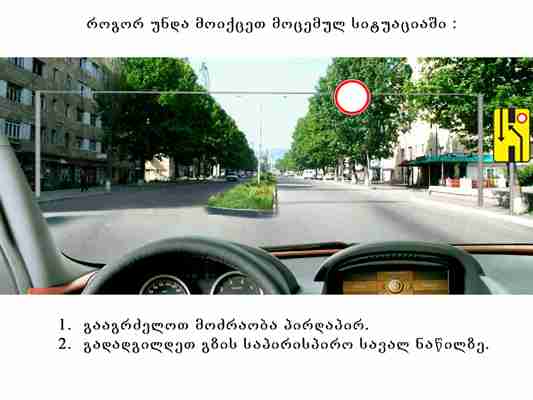 როგორ უნდა მოიქცეთ მოცემულ სიტუაციაში :
1. გააგრძელოთ მოძრაობა პირდაპირ.
2. გადადგილდეთ გზის საპირისპირო სავალ ნაწილზე.